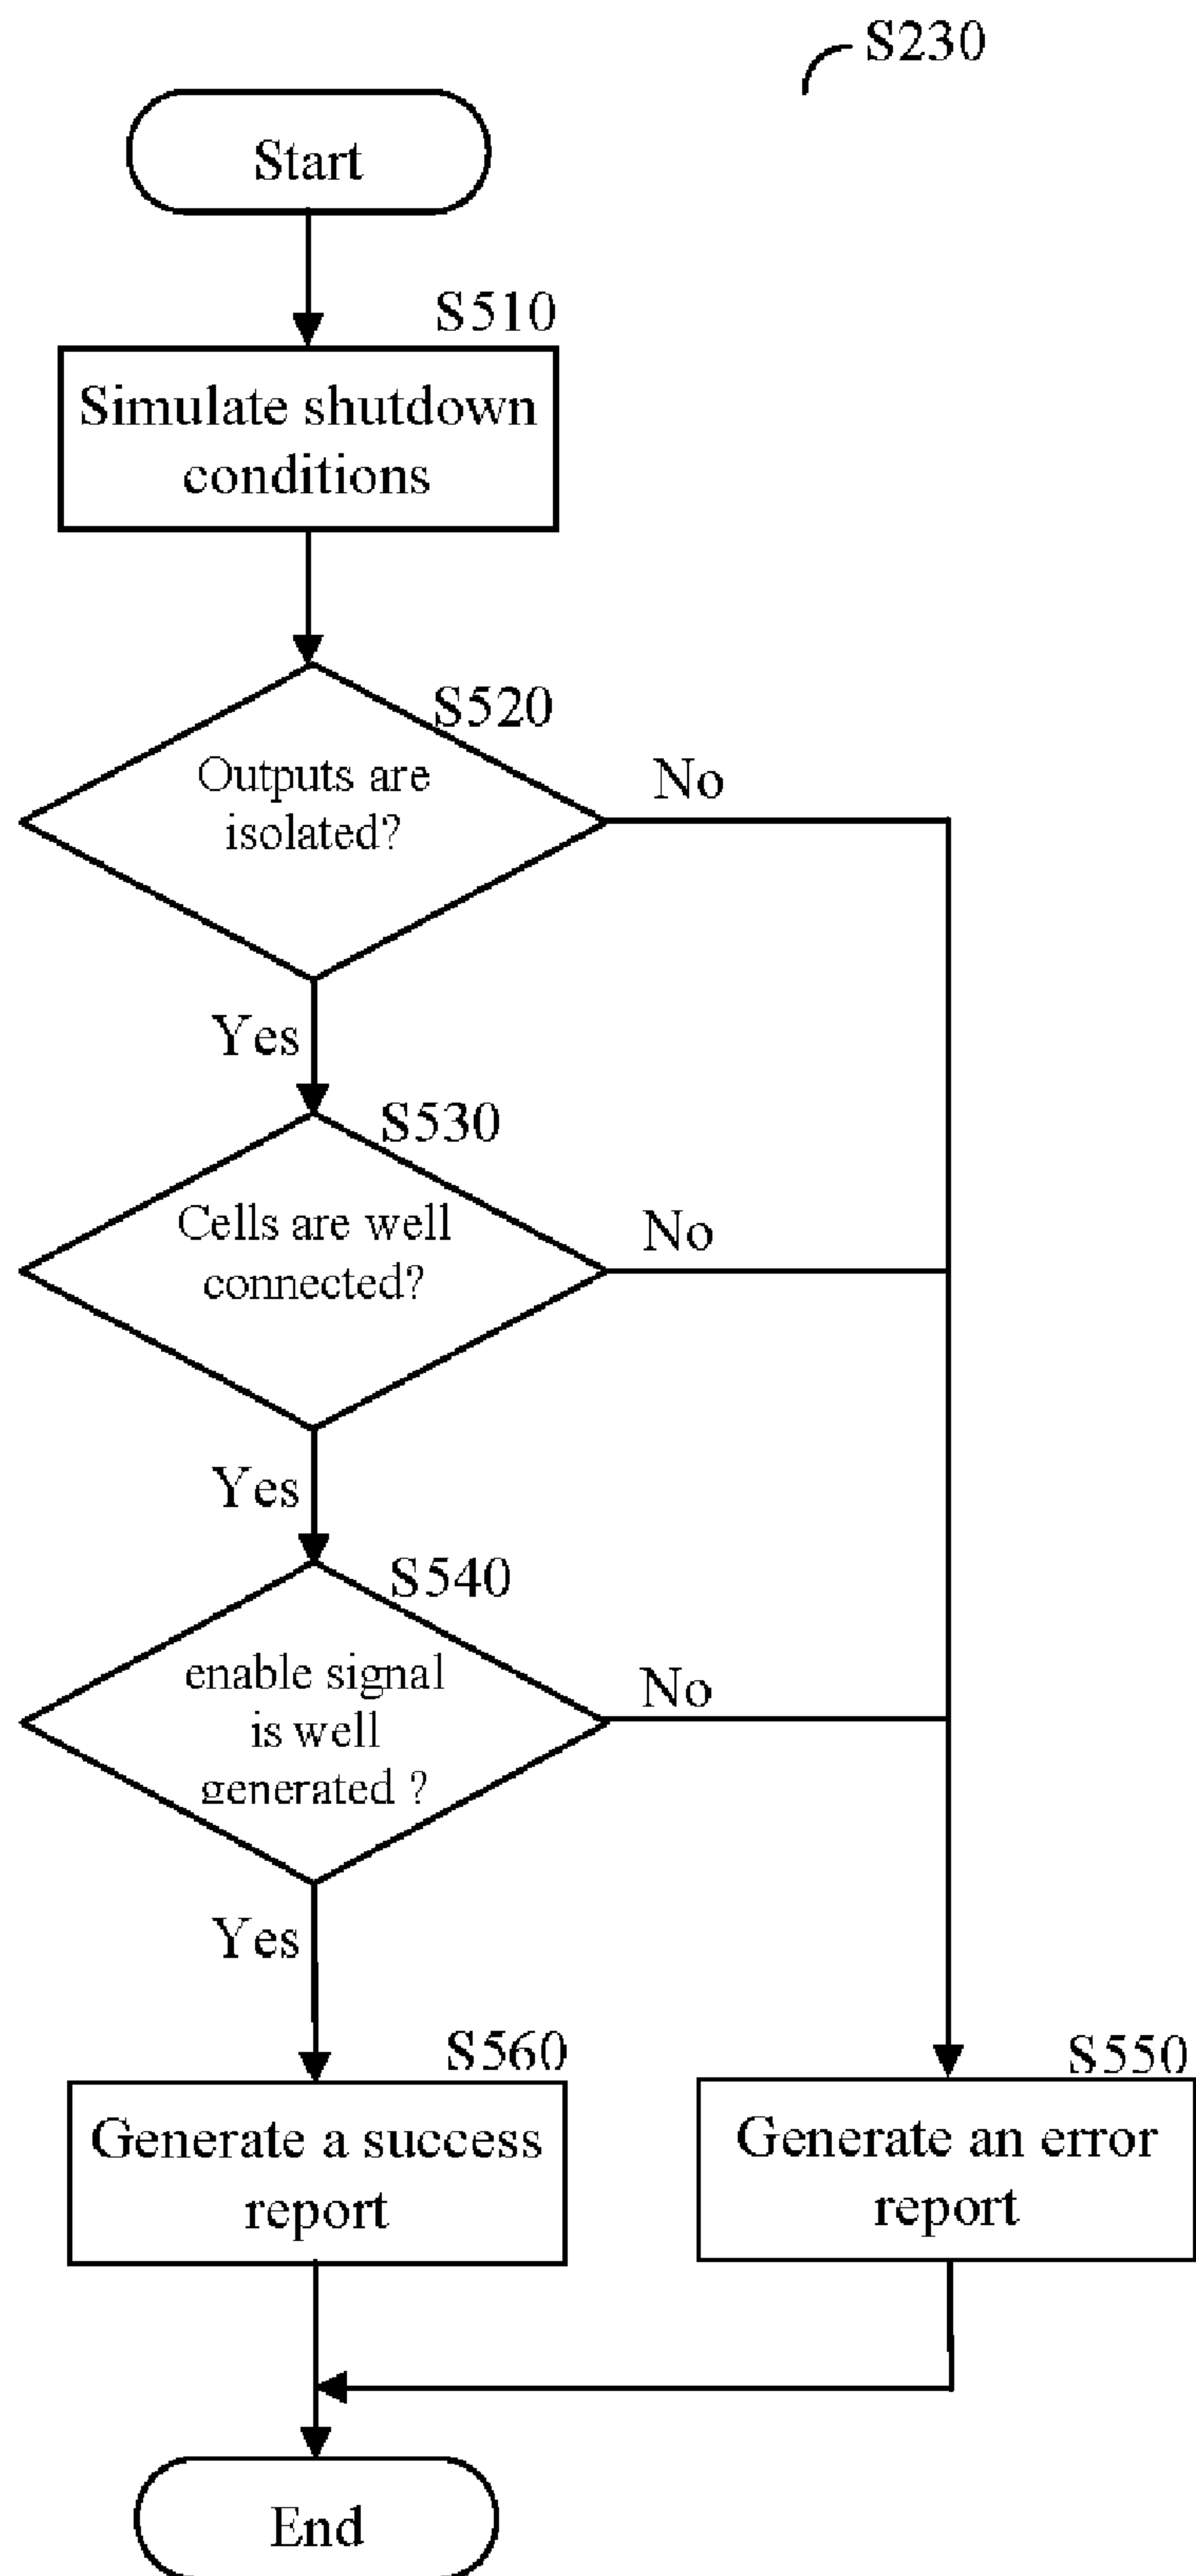 S230
Start
S510
Simulate shutdown
conditions
S520
Outputs are
isolated?
No
Yes
S530
Cells are well
connected?
No
Yes
S540
enable signal
is well
generated ?
No
Yes
S560
Generate a success
report
S550
Generate an error
report
End